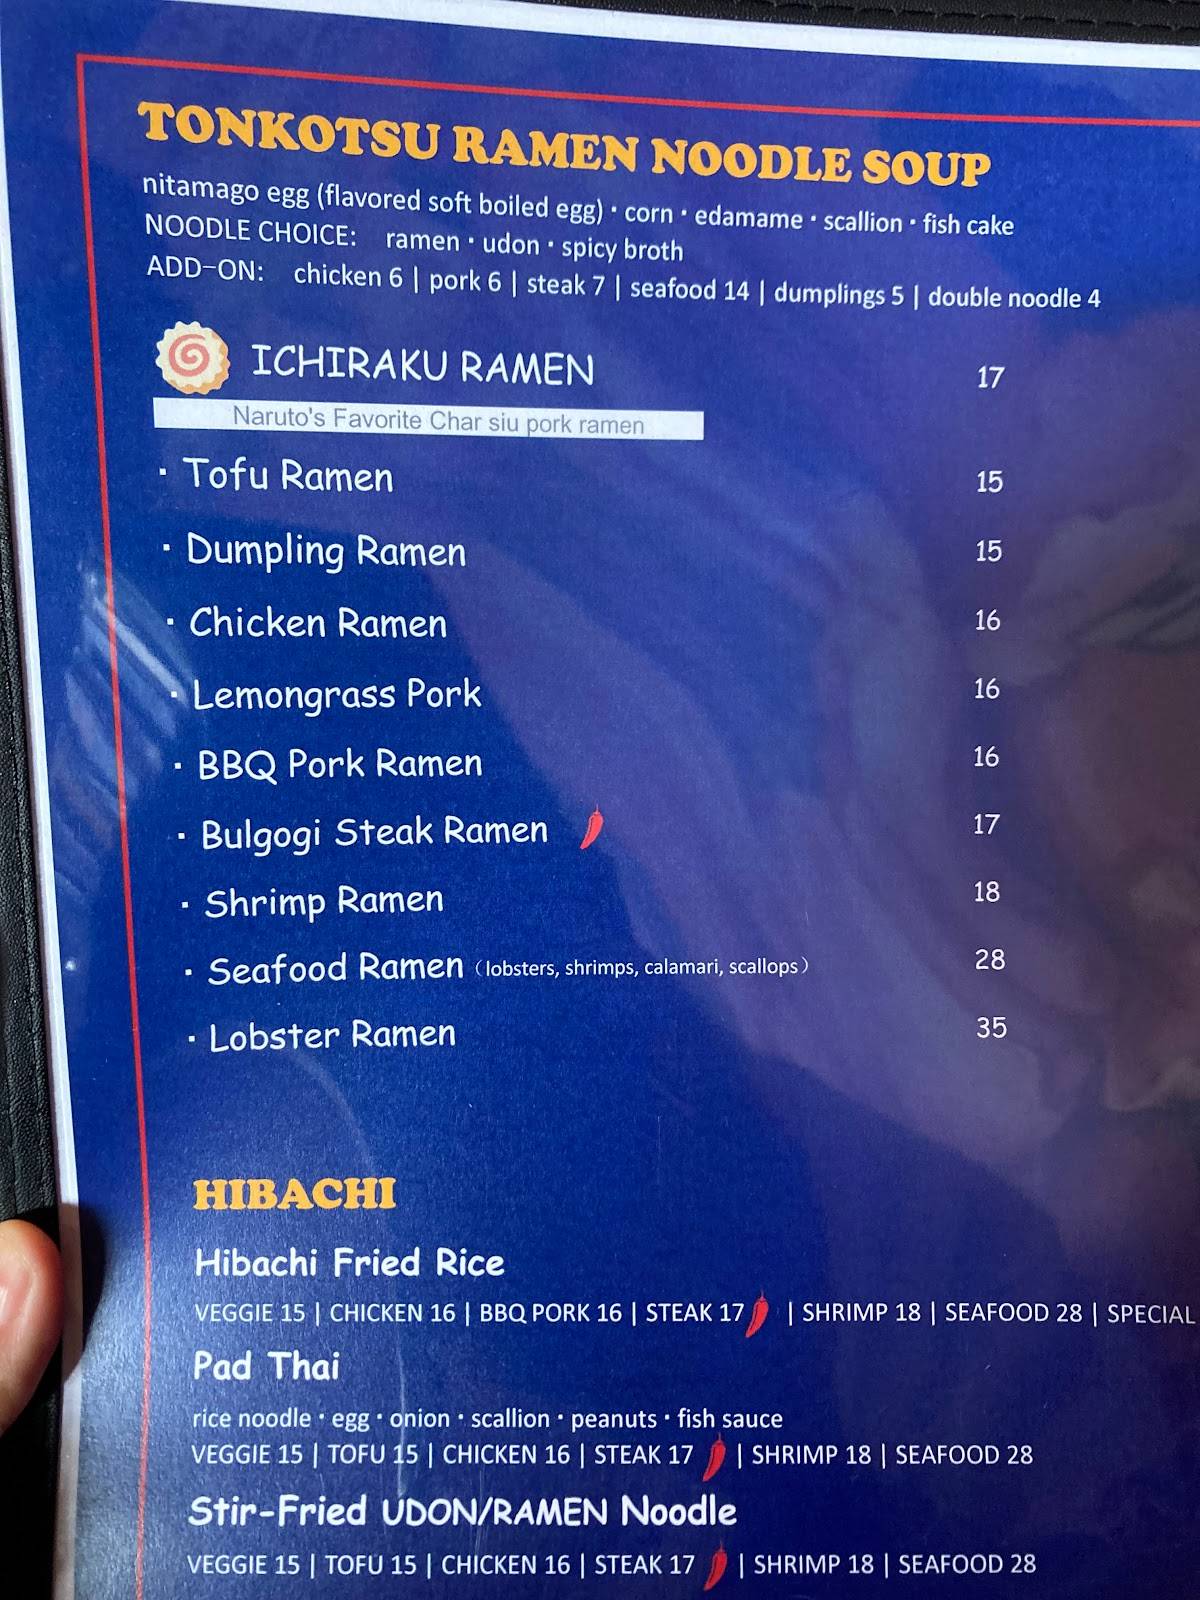 TONKOTSU RAMEN NOODLE SOUP
nitamago egg (flavored soft boiled egg) · corn · edamame · scallion · fish cake
NOODLE CHOICE: ramen · udon · spicy broth
ADD-ON: chicken 6 | pork 6 | steak 7 | seafood 14 | dumplings 5 | double noodle 4
ICHIRAKU RAMEN 17
Naruto's Favorite Char siu pork ramen
· Tofu Ramen 15
· Dumpling Ramen 15
· Chicken Ramen 16
· Lemongrass Pork 16
· BBQ Pork Ramen 16
· Bulgogi Steak Ramen 17
· Shrimp Ramen 18
· Seafood Ramen (lobsters, shrimps, calamari, scallops) 28
· Lobster Ramen 35
HIBACHI
Hibachi Fried Rice
VEGGIE 15 | CHICKEN 16 | BBQ PORK 16 | STEAK 17 | SHRIMP 18 | SEAFOOD 28 | SPECIAL
Pad Thai
rice noodle · egg · onion · scallion · peanuts · fish sauce
VEGGIE 15 | TOFU 15 | CHICKEN 16 | STEAK 17 | SHRIMP 18 | SEAFOOD 28
Stir-Fried UDON/RAMEN Noodle
VEGGIE 15 | TOFU 15 | CHICKEN 16 | STEAK 17 | SHRIMP 18 | SEAFOOD 28